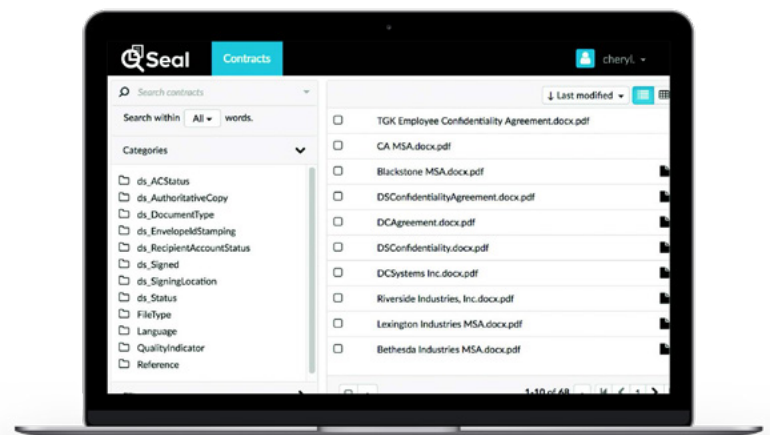 Seal
Contracts
cheryl.
Search contracts
Search within All words.
Categories
ds_ACStatus
ds_AuthoritativeCopy
ds_DocumentType
ds_EnvelopeIdStamping
ds_RecipientAccountStatus
ds_Signed
ds_SigningLocation
ds_Status
FileType
Language
QualityIndicator
Reference
↓ Last modified
TGK Employee Confidentiality Agreement.docx.pdf
CA MSA.docx.pdf
Blackstone MSA.docx.pdf
DSConfidentialityAgreement.docx.pdf
DCAgreement.docx.pdf
DSConfidentiality.docx.pdf
DCSystems Inc.docx.pdf
Riverside Industries, Inc.docx.pdf
Lexington Industries MSA.docx.pdf
Bethesda Industries MSA.docx.pdf
1-10 of 68